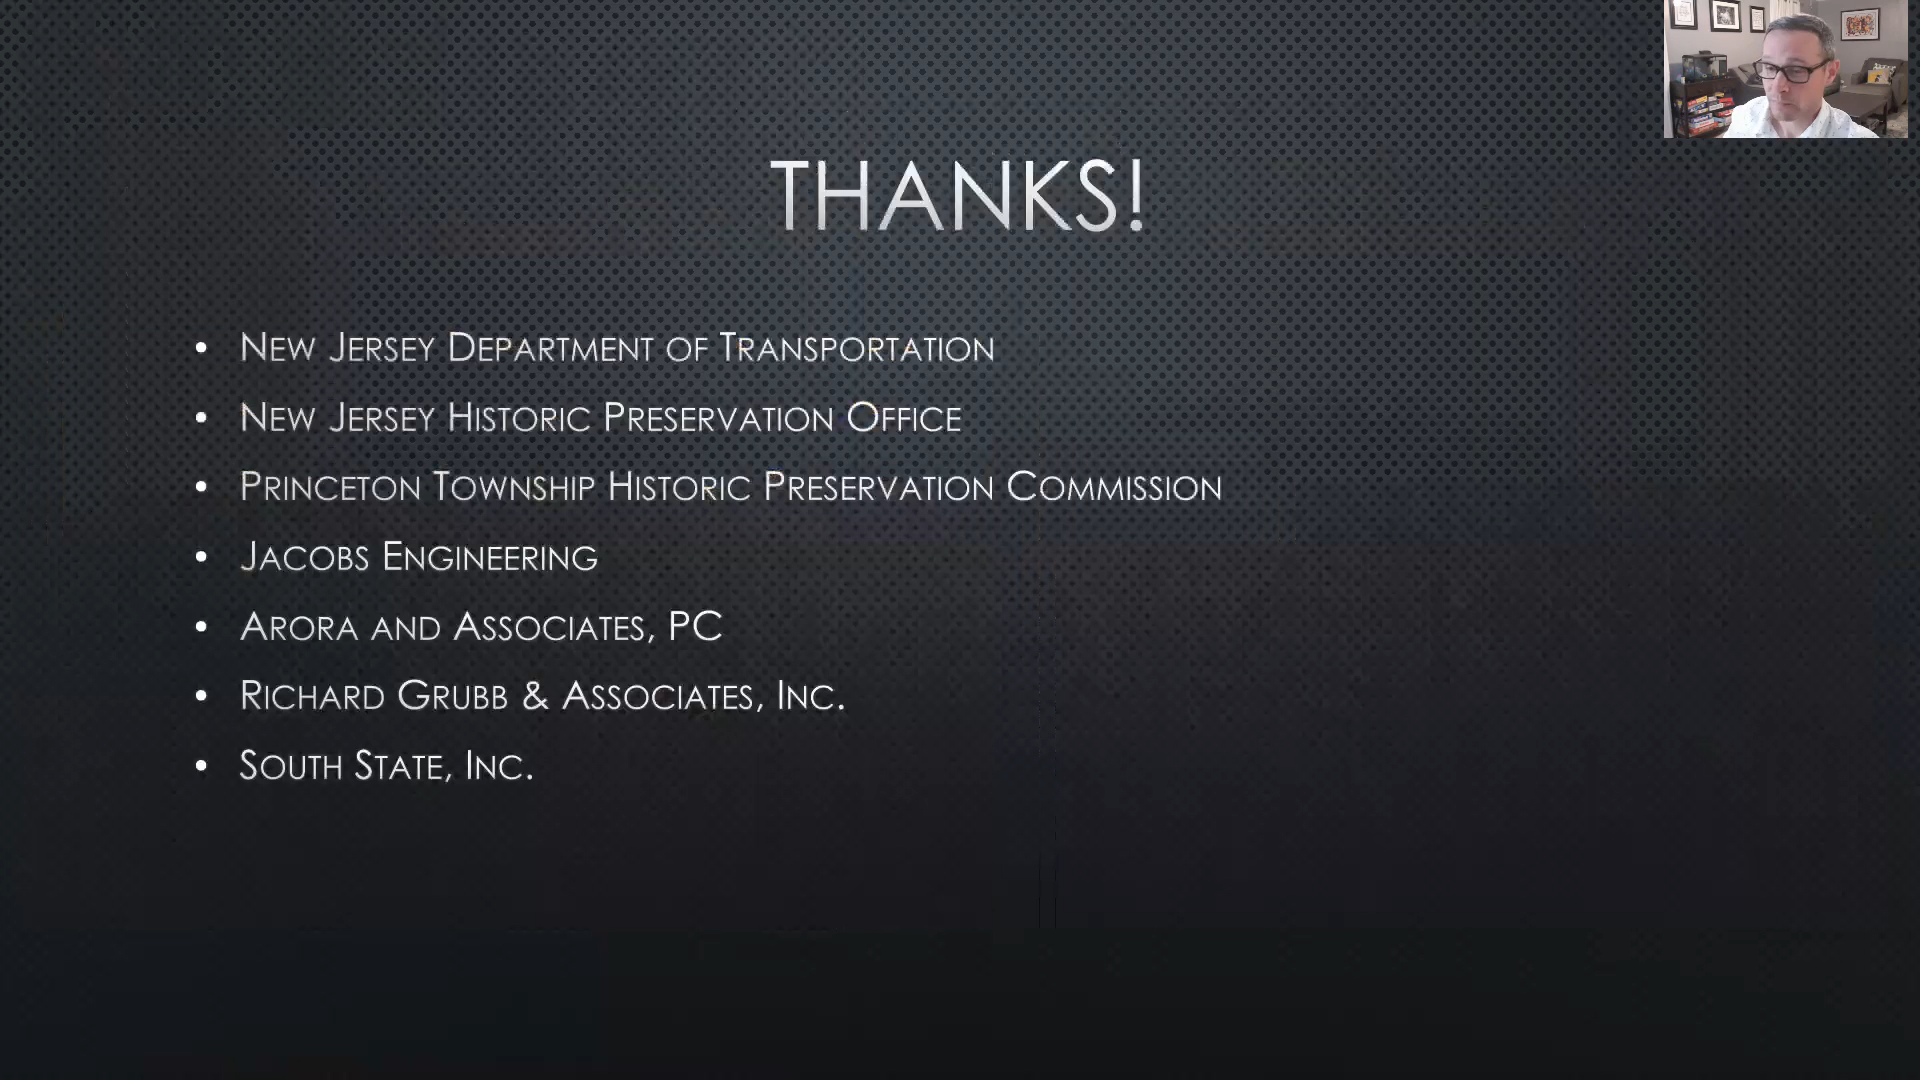 THANKS!
• NEW JERSEY DEPARTMENT OF TRANSPORTATION
• NEW JERSEY HISTORIC PRESERVATION OFFICE
• PRINCETON TOWNSHIP HISTORIC PRESERVATION COMMISSION
• JACOBS ENGINEERING
• ARORA AND ASSOCIATES, PC
• RICHARD GRUBB & ASSOCIATES, INC.
• SOUTH STATE, INC.